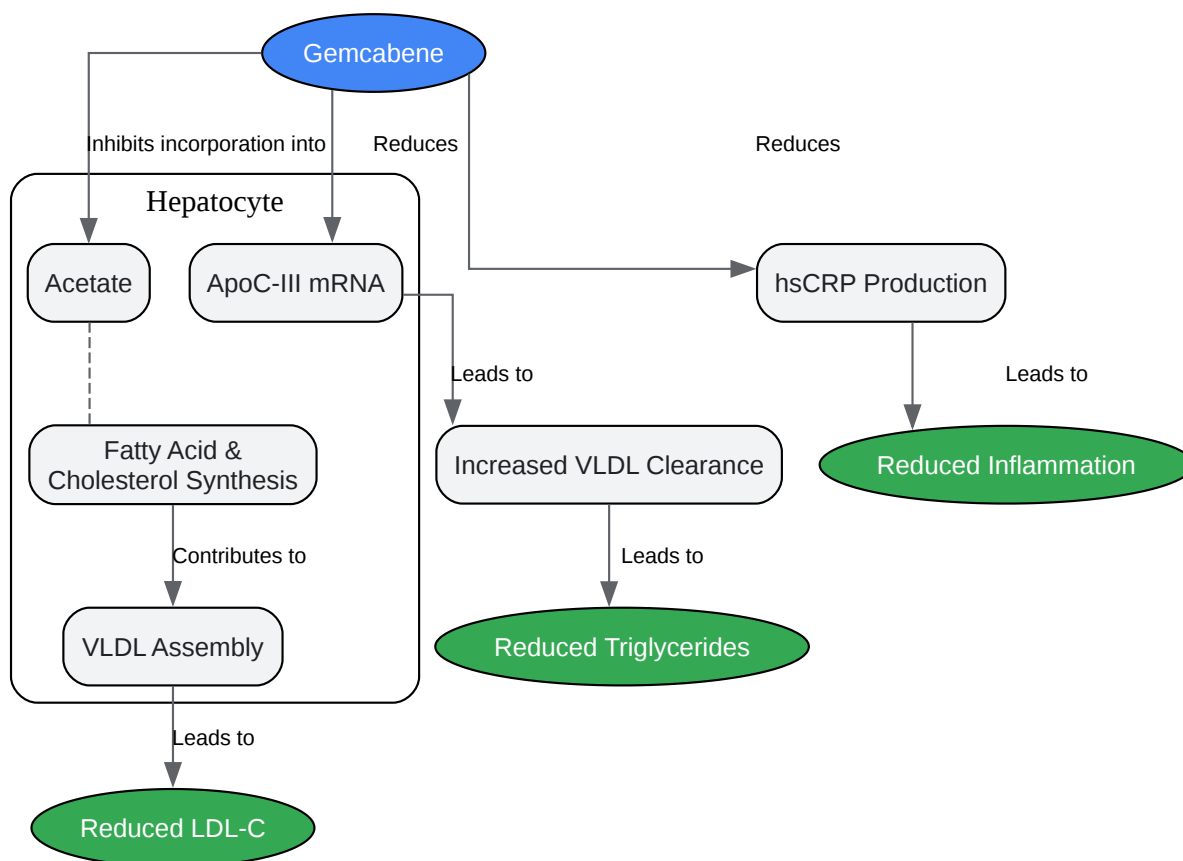 Gemcabene
Inhibits incorporation into
Reduces
Reduces
Hepatocyte
Acetate
ApoC-III mRNA
hsCRP Production
Leads to
Leads to
Fatty Acid &
Cholesterol Synthesis
Increased VLDL Clearance
Reduced Inflammation
Contributes to
Leads to
VLDL Assembly
Reduced Triglycerides
Leads to
Reduced LDL-C